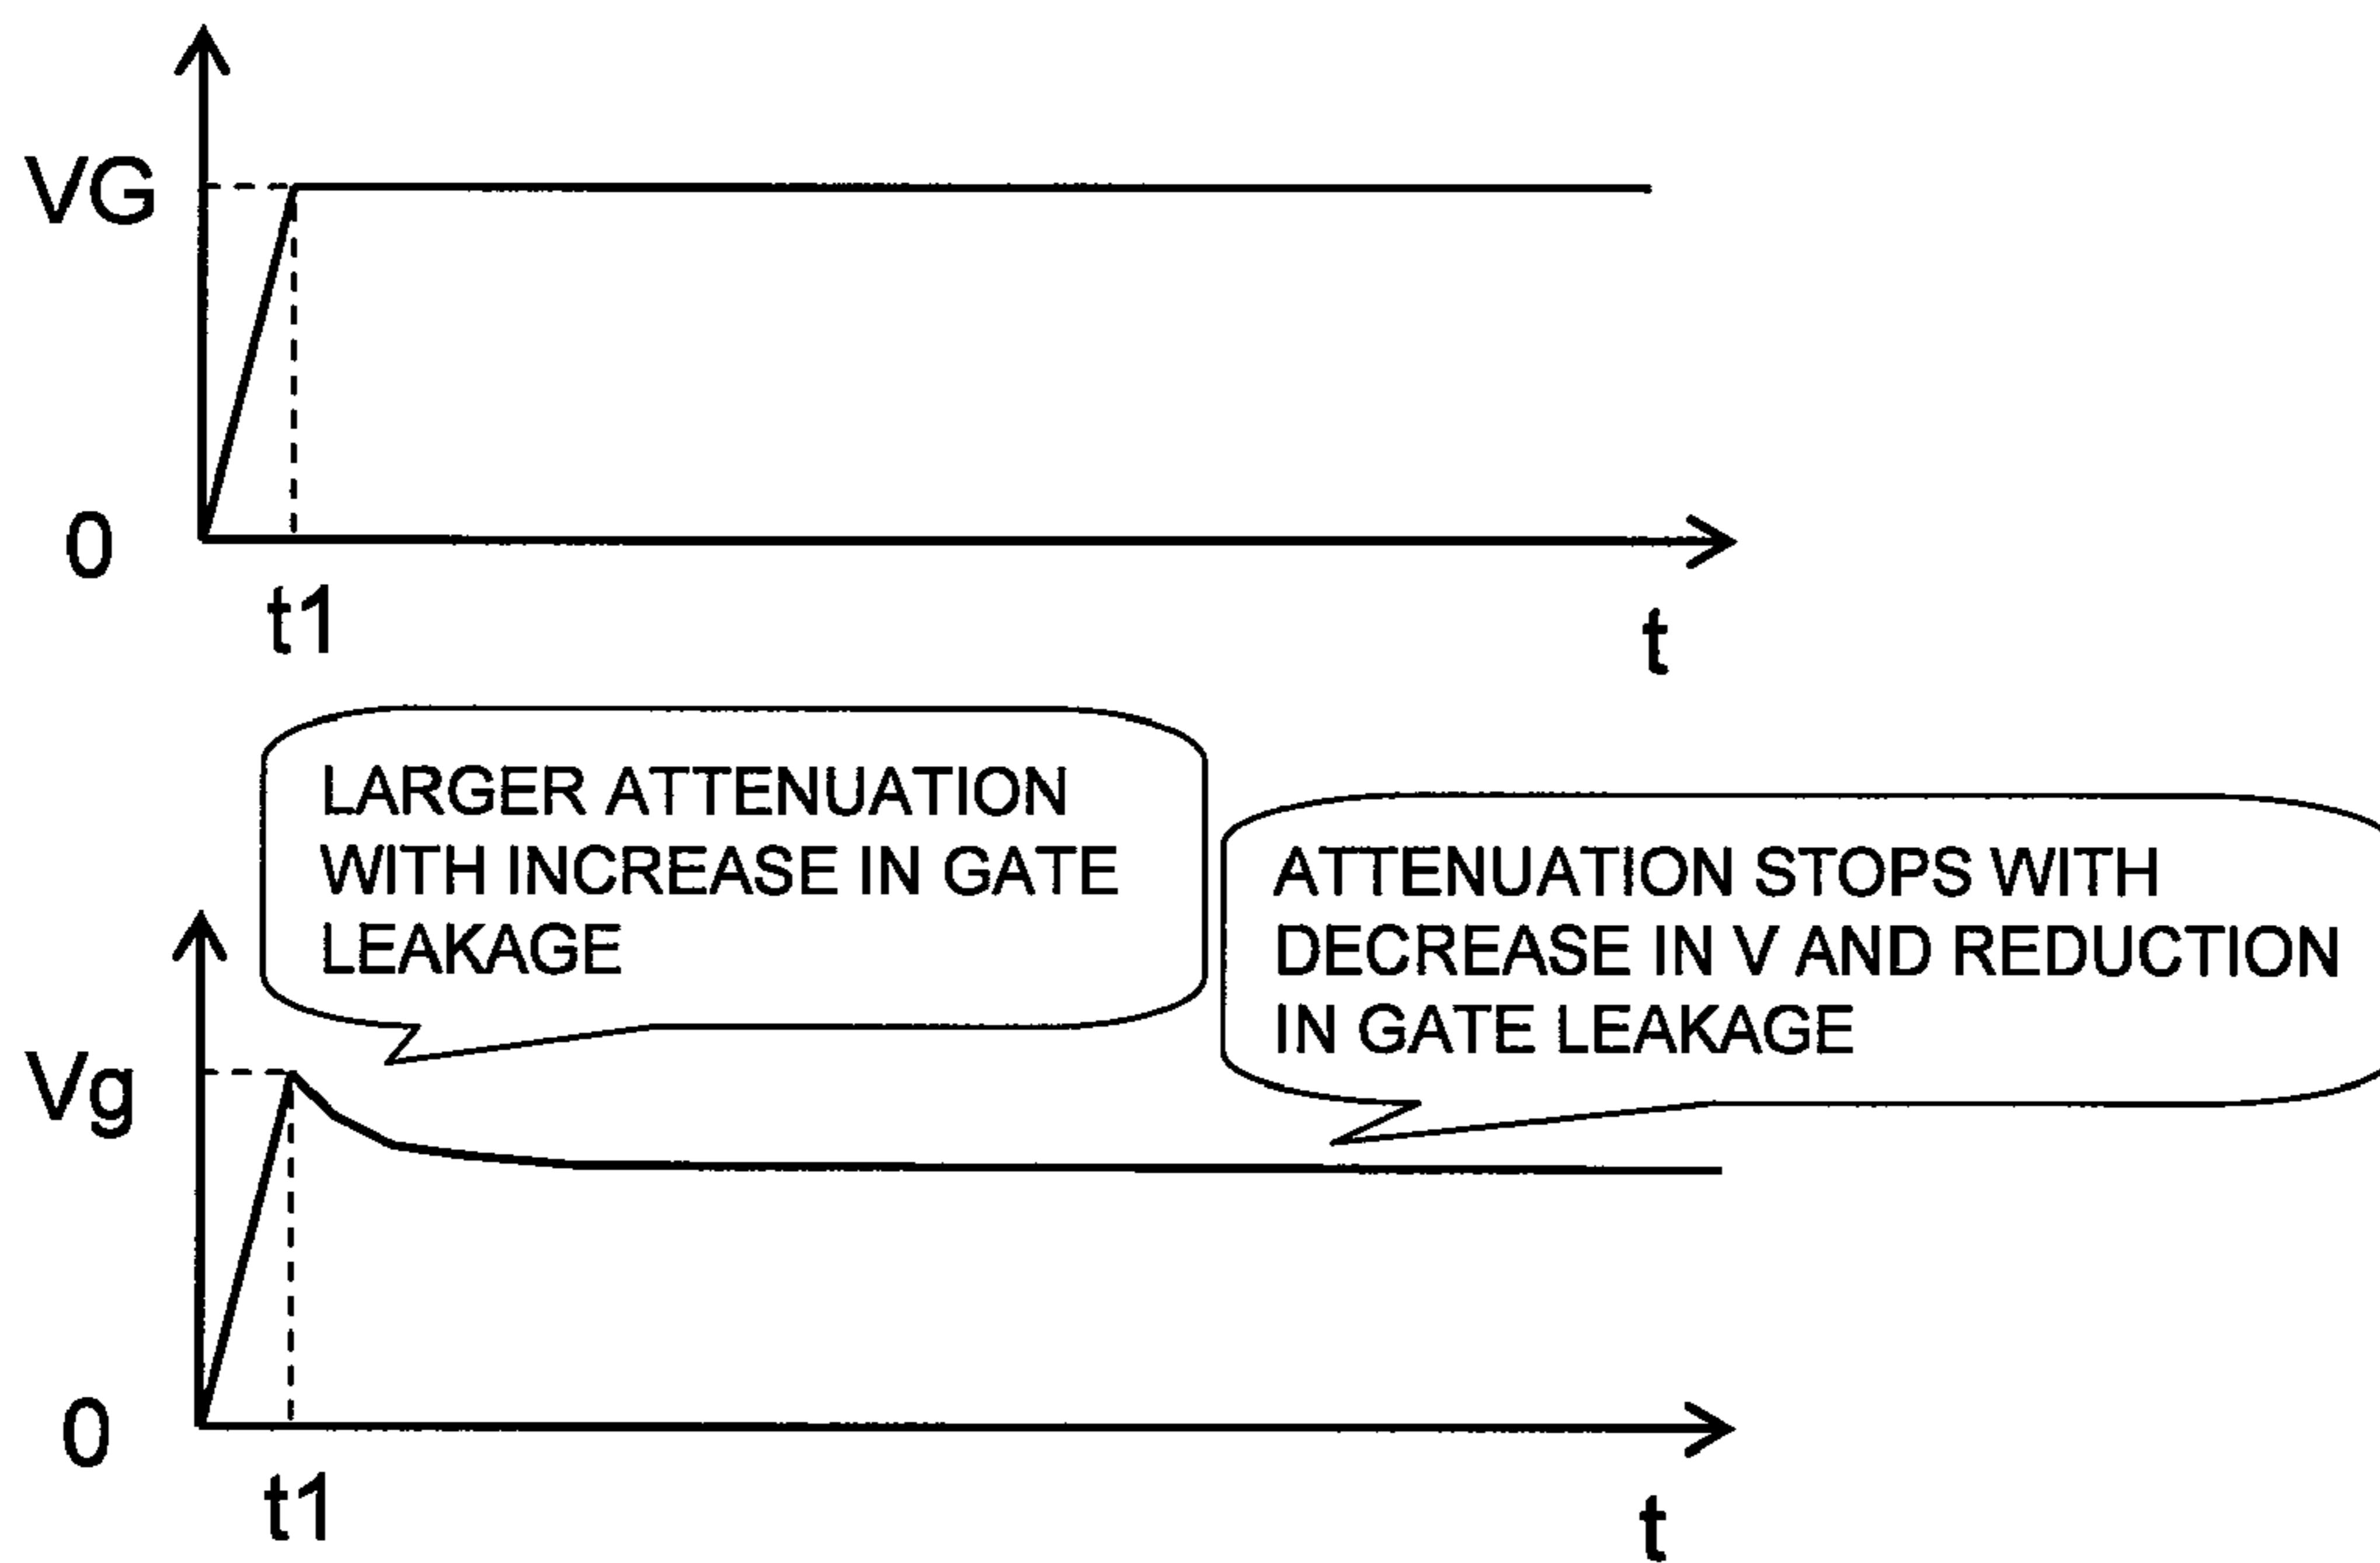 VG
0
t1
t
LARGER ATTENUATION
WITH INCREASE IN GATE
LEAKAGE
ATTENUATION STOPS WITH
DECREASE IN V AND REDUCTION
IN GATE LEAKAGE
Vg
0
t1
t